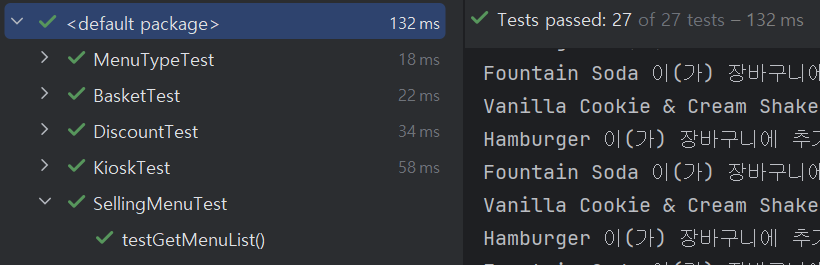 <default package> 132 ms
MenuTypeTest 18 ms
BasketTest 22 ms
DiscountTest 34 ms
KioskTest 58 ms
SellingMenuTest
testGetMenuList()
Tests passed: 27 of 27 tests – 132 ms
Fountain Soda 이(가) 장바구니에
Vanilla Cookie & Cream Shake
Hamburger 이(가) 장바구니에 추가
Fountain Soda 이(가) 장바구니에
Vanilla Cookie & Cream Shake
Hamburger 이(가) 장바구니에 추가